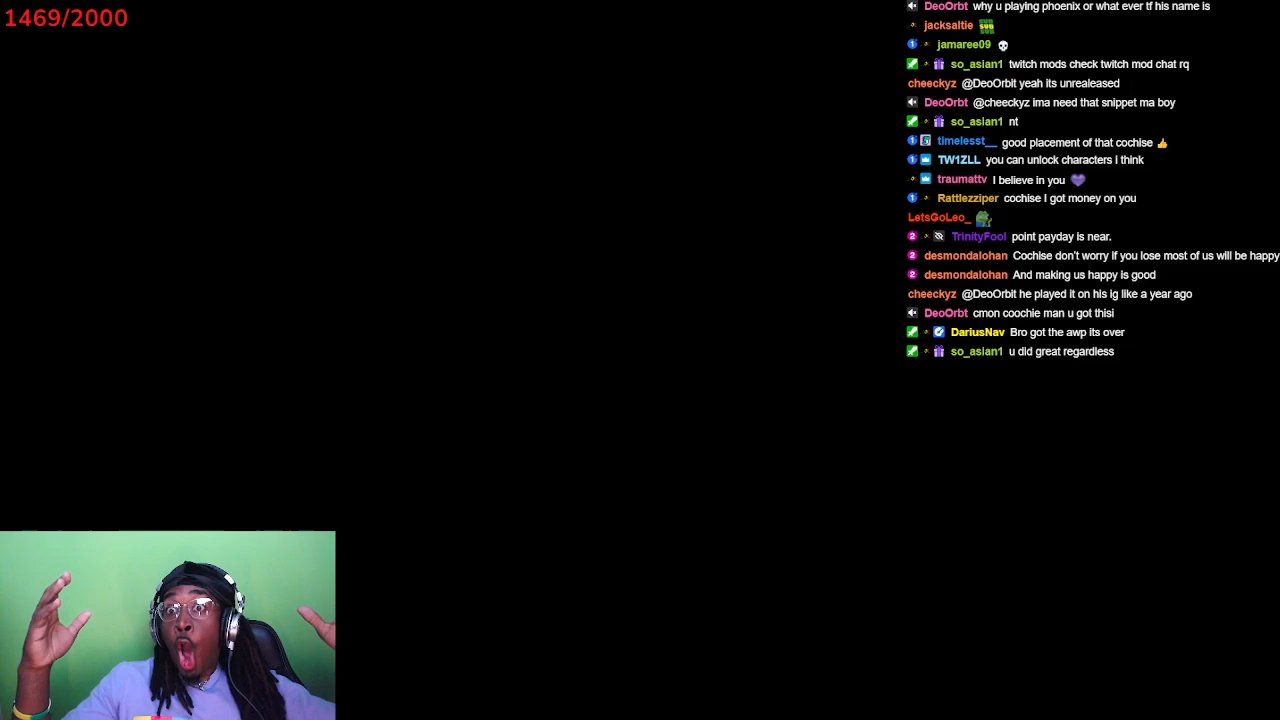 1469/2000
DeoOrbt why u playing phoenix or what ever tf his name is
jacksaltie
jamaree09
so_asian1 twitch mods check twitch mod chat rq
cheeckyz @DeoOrbit yeah its unrealeased
DeoOrbt @cheeckyz ima need that snippet ma boy
so_asian1 nt
timelesst__ good placement of that cochise 👍
TW1ZLL you can unlock characters i think
traumattv I believe in you 💜
Rattlezziper cochise I got money on you
LetsGoLeo_
TrinityFool point payday is near.
desmondalohan Cochise don't worry if you lose most of us will be happy
desmondalohan And making us happy is good
cheeckyz @DeoOrbit he played it on his ig like a year ago
DeoOrbt cmon coochie man u got thisi
DariusNav Bro got the awp its over
so_asian1 u did great regardless